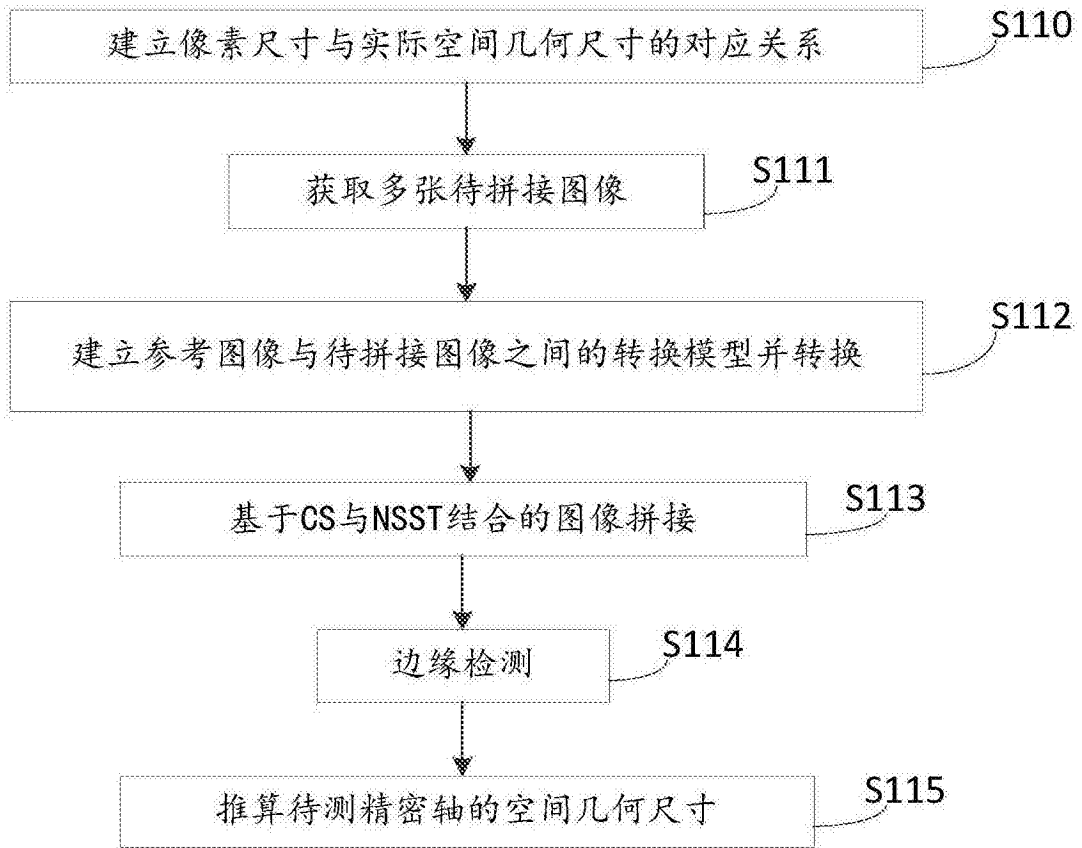 建立像素尺寸与实际空间几何尺寸的对应关系
S110
获取多张待拼接图像
S111
建立参考图像与待拼接图像之间的转换模型并转换
S112
基于CS与NSST结合的图像拼接
S113
边缘检测
S114
推算待测精密轴的空间几何尺寸
S115